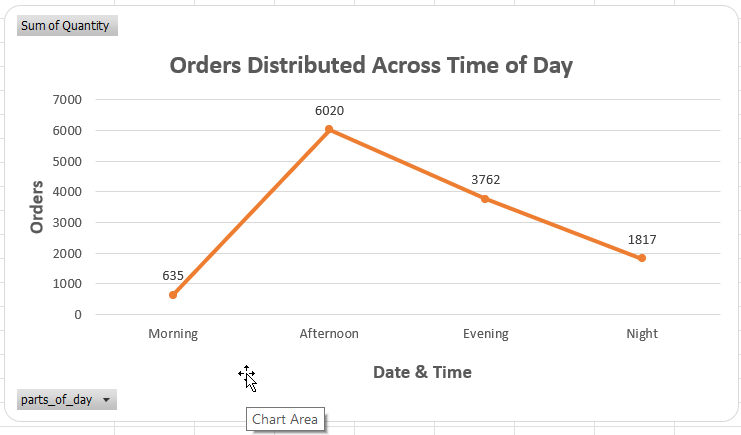 Sum of Quantity
Orders Distributed Across Time of Day
7000
6000
5000
4000
3000
2000
1000
0
Orders
635
6020
3762
1817
Morning Afternoon Evening Night
Date & Time
parts_of_day
Chart Area